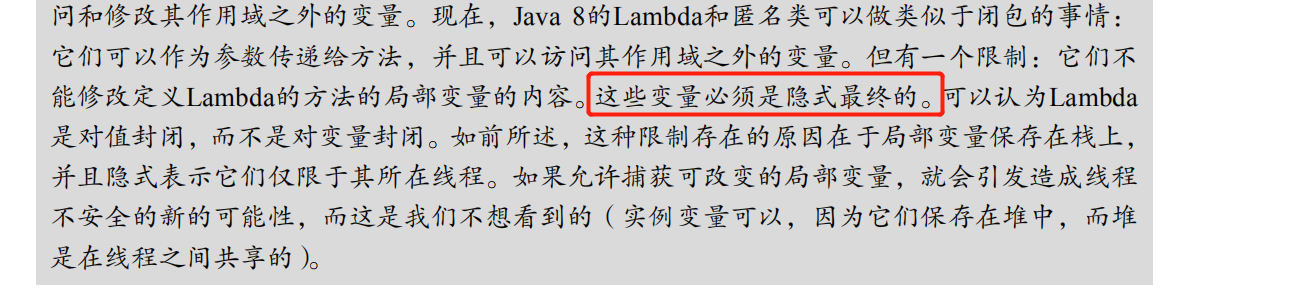 问和修改其作用域之外的变量。现在，Java 8的Lambda和匿名类可以做类似于闭包的事情：
它们可以作为参数传递给方法，并且可以访问其作用域之外的变量。但有一个限制：它们不
能修改定义Lambda的方法的局部变量的内容。这些变量必须是隐式最终的。可以认为Lambda
是对值封闭，而不是对变量封闭。如前所述，这种限制存在的原因在于局部变量保存在栈上，
并且隐式表示它们仅限于其所在线程。如果允许捕获可改变的局部变量，就会引发造成线程
不安全的新的可能性，而这是我们不想看到的（实例变量可以，因为它们保存在堆中，而堆
是在线程之间共享的）。